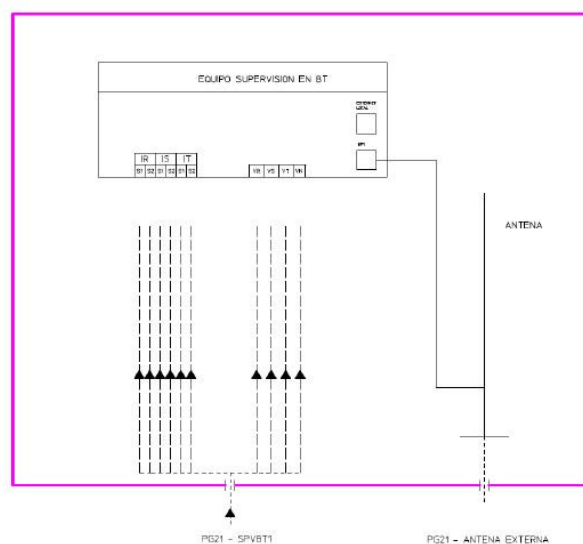 EQUIPO SUPERVISION EN BT
IR IS IT
S1 S2 S1 S2 S1 S2
VR VS VT VN
ANTENA
PG21 - SPVBT1
PG21 - ANTENA EXTERNA